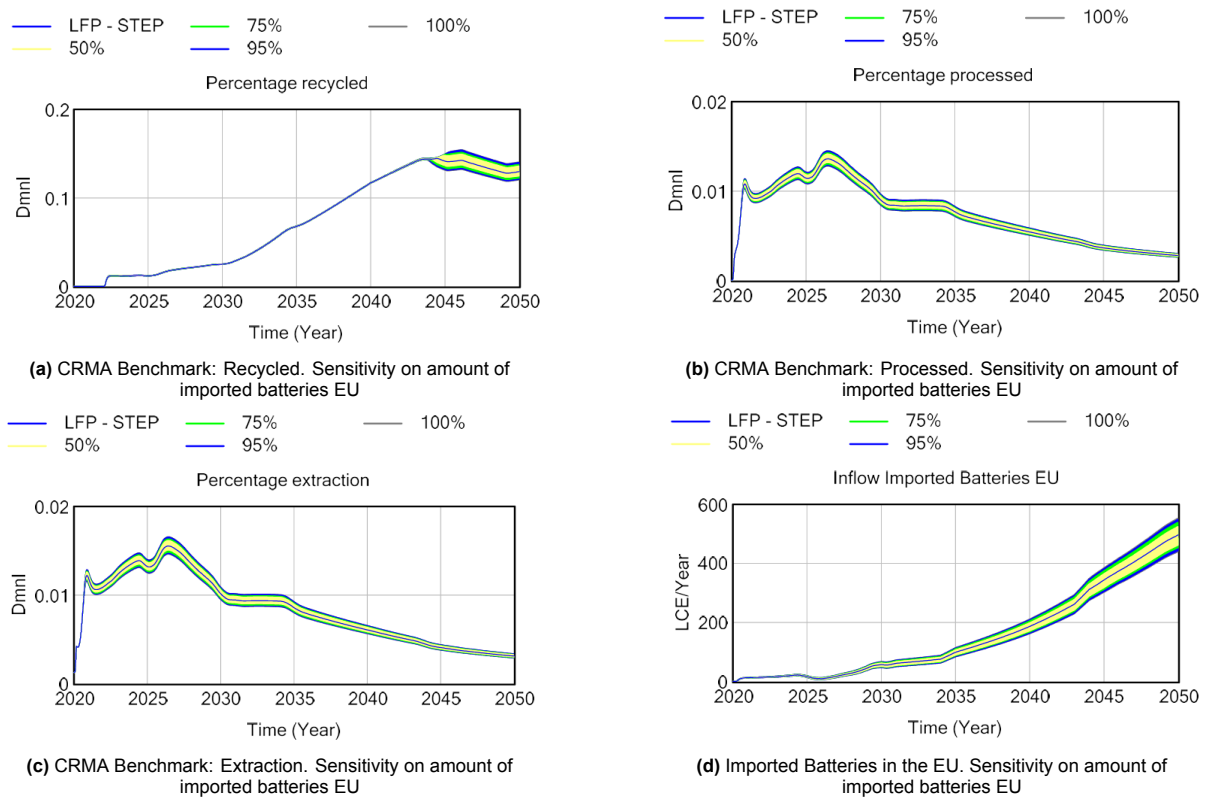 LFP - STEP 75% 100%
50% 95%
Percentage recycled
0.2
0.1
0
Dmnl
2020 2025 2030 2035 2040 2045 2050
Time (Year)
(a) CRMA Benchmark: Recycled. Sensitivity on amount of
imported batteries EU
LFP - STEP 75% 100%
50% 95%
Percentage processed
0.02
0.01
0
Dmnl
2020 2025 2030 2035 2040 2045 2050
Time (Year)
(b) CRMA Benchmark: Processed. Sensitivity on amount of
imported batteries EU
LFP - STEP 75% 100%
50% 95%
Percentage extraction
0.02
0.01
0
Dmnl
2020 2025 2030 2035 2040 2045 2050
Time (Year)
(c) CRMA Benchmark: Extraction. Sensitivity on amount of
imported batteries EU
LFP - STEP 75% 100%
50% 95%
Inflow Imported Batteries EU
600
400
200
0
LCE/Year
2020 2025 2030 2035 2040 2045 2050
Time (Year)
(d) Imported Batteries in the EU. Sensitivity on amount of
imported batteries EU